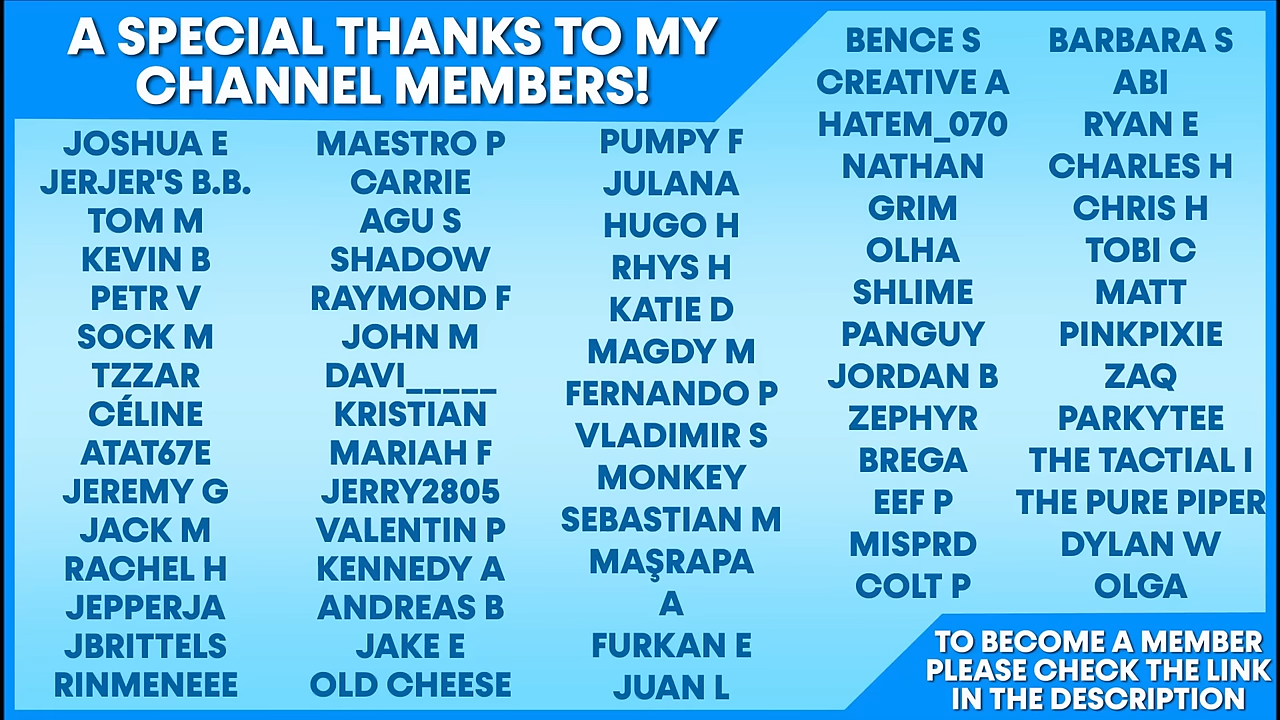 A SPECIAL THANKS TO MY
CHANNEL MEMBERS!
JOSHUA E
JERJER'S B.B.
TOM M
KEVIN B
PETR V
SOCK M
TZZAR
CÉLINE
ATAT67E
JEREMY G
JACK M
RACHEL H
JEPPERJA
JBRITTELS
RINMENEEE
MAESTRO P
CARRIE
AGU S
SHADOW
RAYMOND F
JOHN M
DAVI_____
KRISTIAN
MARIAH F
JERRY2805
VALENTIN P
KENNEDY A
ANDREAS B
JAKE E
OLD CHEESE
PUMPY F
JULANA
HUGO H
RHYS H
KATIE D
MAGDY M
FERNANDO P
VLADIMIR S
MONKEY
SEBASTIAN M
MAŞRAPA
A
FURKAN E
JUAN L
BENCE S
CREATIVE A
HATEM_070
NATHAN
GRIM
OLHA
SHLIME
PANGUY
JORDAN B
ZEPHYR
BREGA
EEF P
MISPRD
COLT P
BARBARA S
ABI
RYAN E
CHARLES H
CHRIS H
TOBI C
MATT
PINKPIXIE
ZAQ
PARKYTEE
THE TACTIAL I
THE PURE PIPER
DYLAN W
OLGA
TO BECOME A MEMBER
PLEASE CHECK THE LINK
IN THE DESCRIPTION